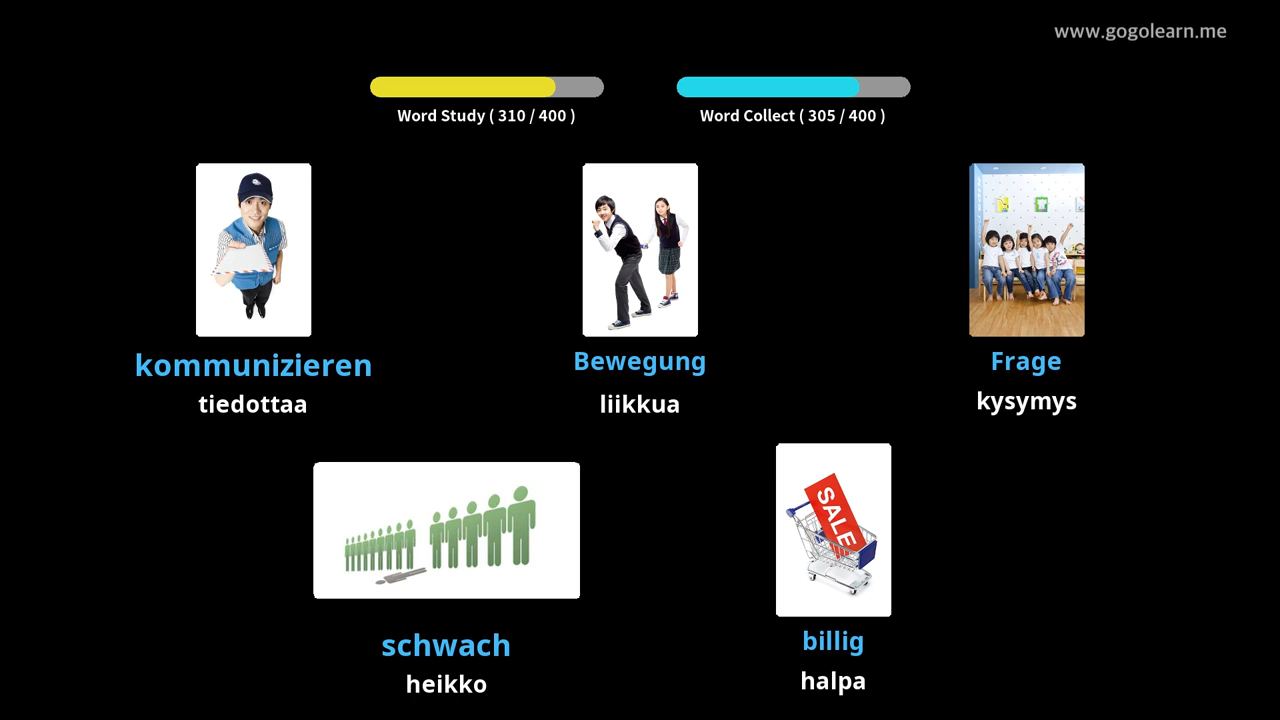 www.gogolearn.me
Word Study ( 310 / 400 )
Word Collect ( 305 / 400 )
kommunizieren
tiedottaa
Bewegung
liikkua
Frage
kysymys
SALE
schwach
heikko
billig
halpa